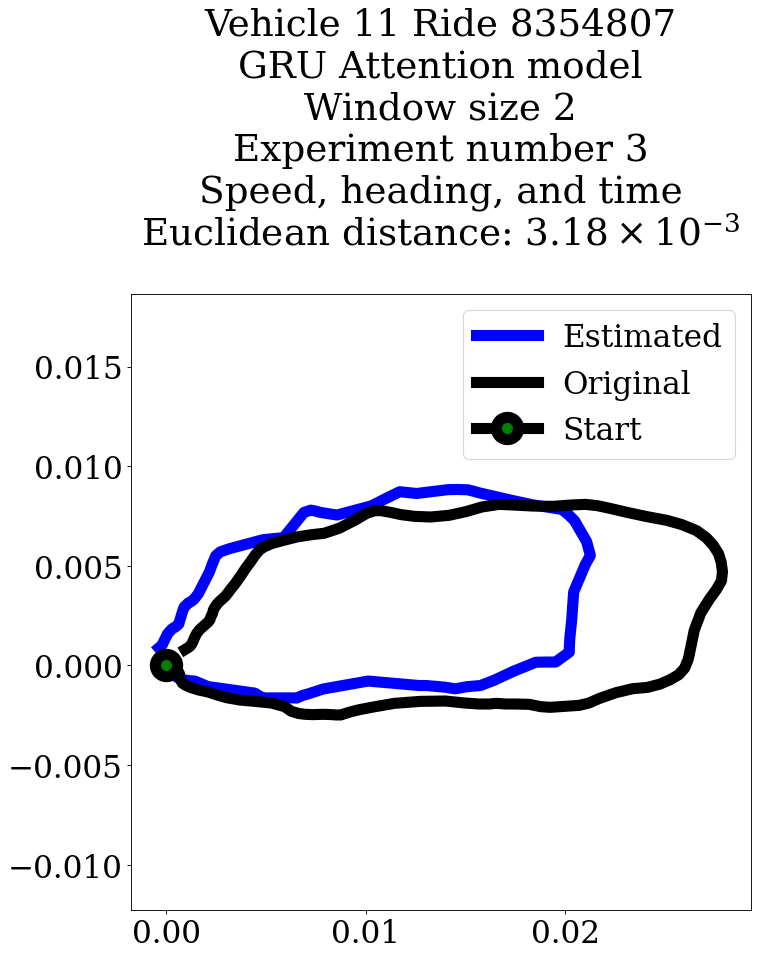 Vehicle 11 Ride 8354807
GRU Attention model
Window size 2
Experiment number 3
Speed, heading, and time
Euclidean distance: 3.18 × 10⁻³
Estimated
Original
Start
0.015
0.010
0.005
0.000
−0.005
−0.010
0.00 0.01 0.02